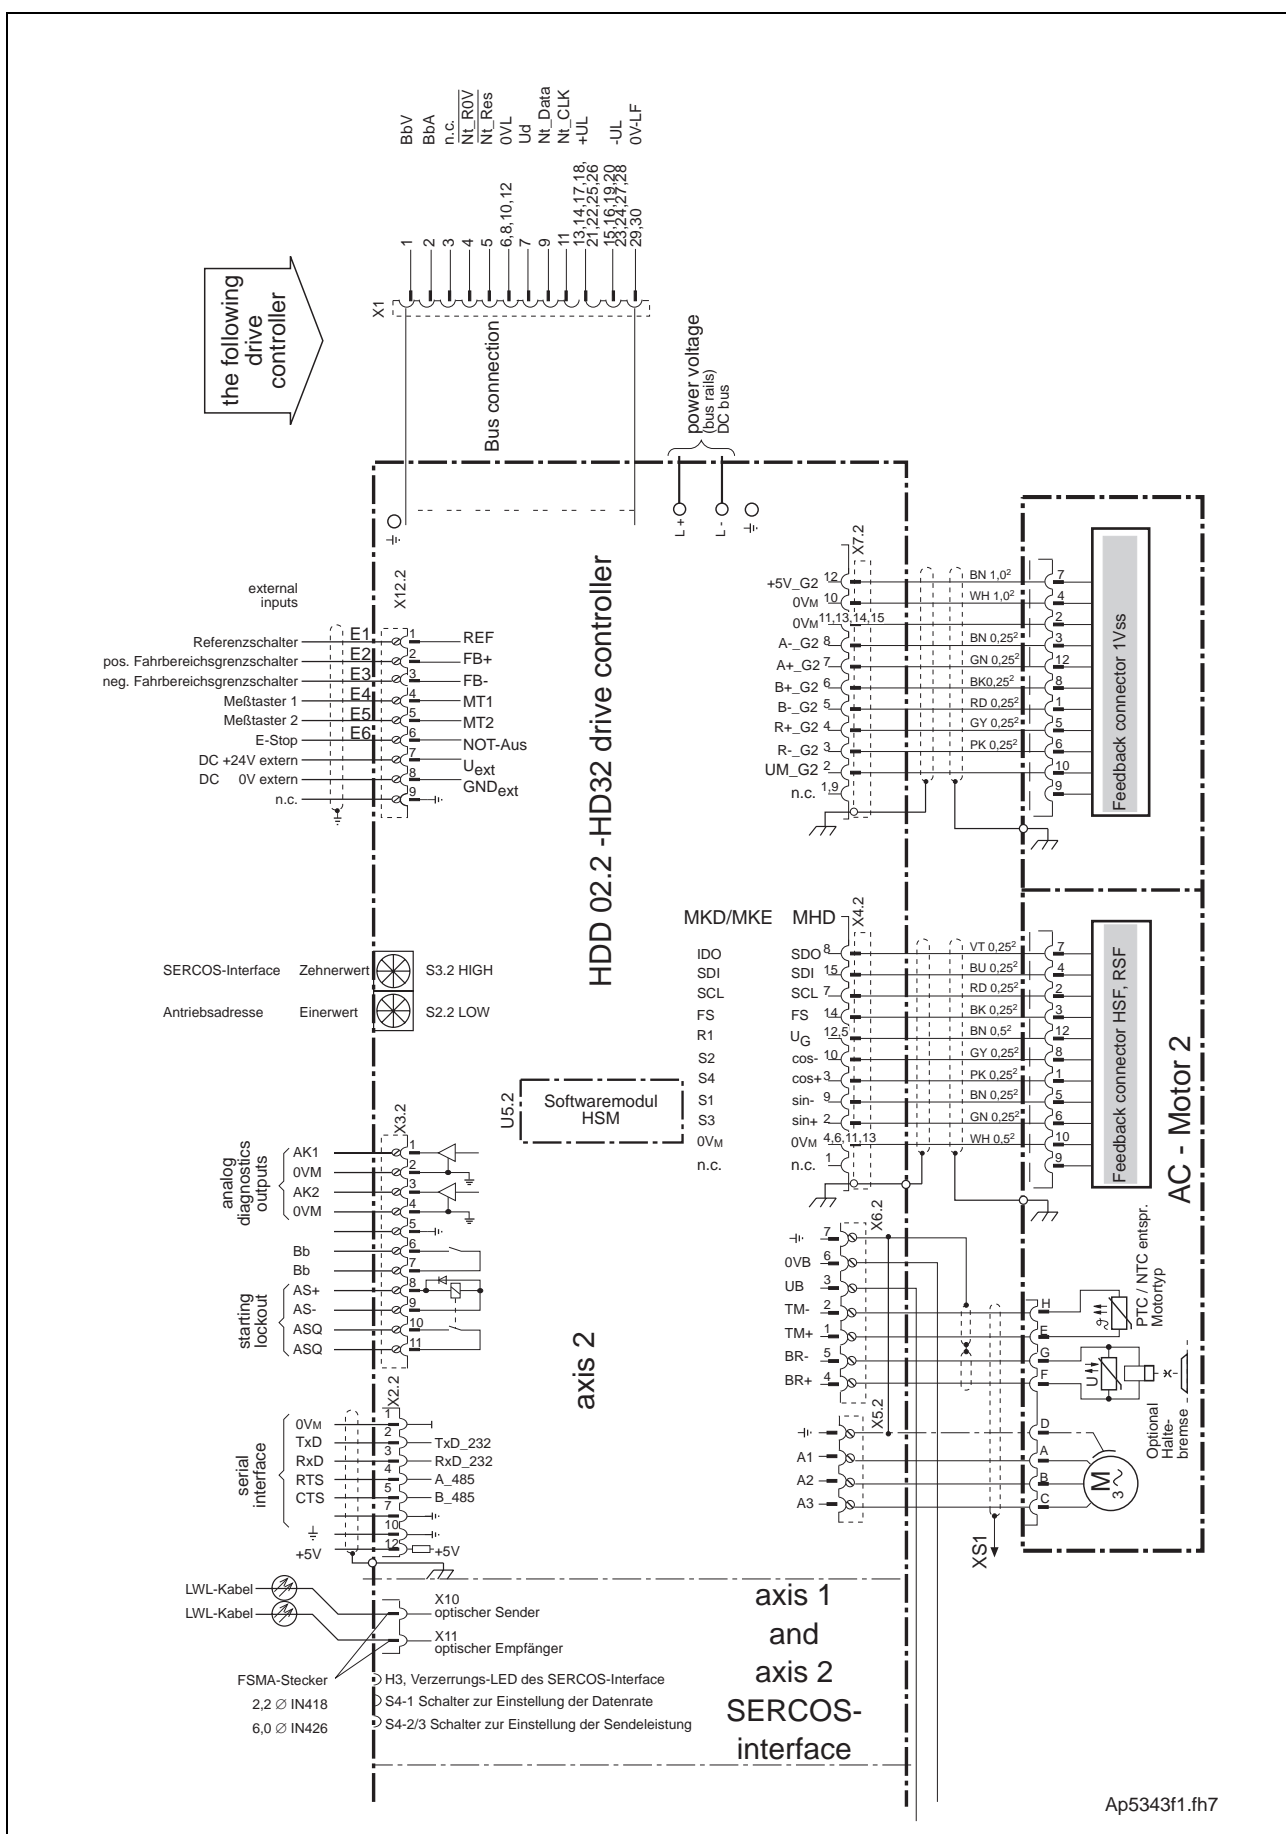 BbV
BbA
n.c.
Nt_R0V
Nt_Res
0VL
Ud
Nt_Data
Nt_CLK
+UL
-UL
0V-LF
1
2
3
4
5
6,8,10,12
7
9
11
13,14,17,18,
21,22,25,26
15,16,19,20
23,24,27,28
29,30
X1
the following
drive
controller
Bus connection
power voltage
(bus rails)
DC bus
L +
L -
HDD 02.2 -HD32 drive controller
external
inputs
X12.2
Referenzschalter E1 1 REF
pos. Fahrbereichsgrenzschalter E2 2 FB+
neg. Fahrbereichsgrenzschalter E3 3 FB-
Meßtaster 1 E4 4 MT1
Meßtaster 2 E5 5 MT2
E-Stop E6 6 NOT-Aus
DC +24V extern 7 Uext
DC 0V extern 8 GNDext
n.c. 9
X7.2
+5V_G2 12 BN 1,0² 7
0VM 10 WH 1,0² 4
0VM 11,13,14,15 2
A-_G2 8 BN 0,25² 3
A+_G2 7 GN 0,25² 12
B+_G2 6 BK0,25² 8
B-_G2 5 RD 0,25² 1
R+_G2 4 GY 0,25² 5
R-_G2 3 PK 0,25² 6
UM_G2 2 10
n.c. 1,9 9
Feedback connector 1Vss
SERCOS-Interface Zehnerwert S3.2 HIGH
Antriebsadresse Einerwert S2.2 LOW
U5.2
Softwaremodul
HSM
MKD/MKE MHD X4.2
IDO SDO 8 VT 0,25² 7
SDI SDI 15 BU 0,25² 4
SCL SCL 7 RD 0,25² 2
FS FS 14 BK 0,25² 3
R1 UG 12,5 BN 0,5² 12
S2 cos- 10 GY 0,25² 8
S4 cos+ 3 PK 0,25² 1
S1 sin- 9 BN 0,25² 5
S3 sin+ 2 GN 0,25² 6
0VM 0VM 4,6,11,13 WH 0,5² 10
n.c. n.c. 1 9
Feedback connector HSF, RSF
AC - Motor 2
analog
diagnostics
outputs
X3.2
AK1 1
0VM 2
AK2 3
0VM 4
5
Bb 6
Bb 7
starting
lockout
AS+ 8
AS- 9
ASQ 10
ASQ 11
axis 2
X6.2
7
0VB 6
UB 3
TM- 2 H
TM+ 1 E
BR- 5 G
BR+ 4 F
ϑ
U
PTC / NTC entspr.
Motortyp
Optional
Halte-
bremse
X5.2
D
A1 A
A2 B
A3 C
M
3
XS1
serial
interface
X2.2
0VM 1
TxD 2 TxD_232
RxD 3 RxD_232
RTS 4 A_485
CTS 5 B_485
7
10
+5V 12 +5V
LWL-Kabel
LWL-Kabel
X10
optischer Sender
X11
optischer Empfänger
FSMA-Stecker
2,2 ∅ IN418
6,0 ∅ IN426
H3, Verzerrungs-LED des SERCOS-Interface
S4-1 Schalter zur Einstellung der Datenrate
S4-2/3 Schalter zur Einstellung der Sendeleistung
axis 1
and
axis 2
SERCOS-
interface
Ap5343f1.fh7